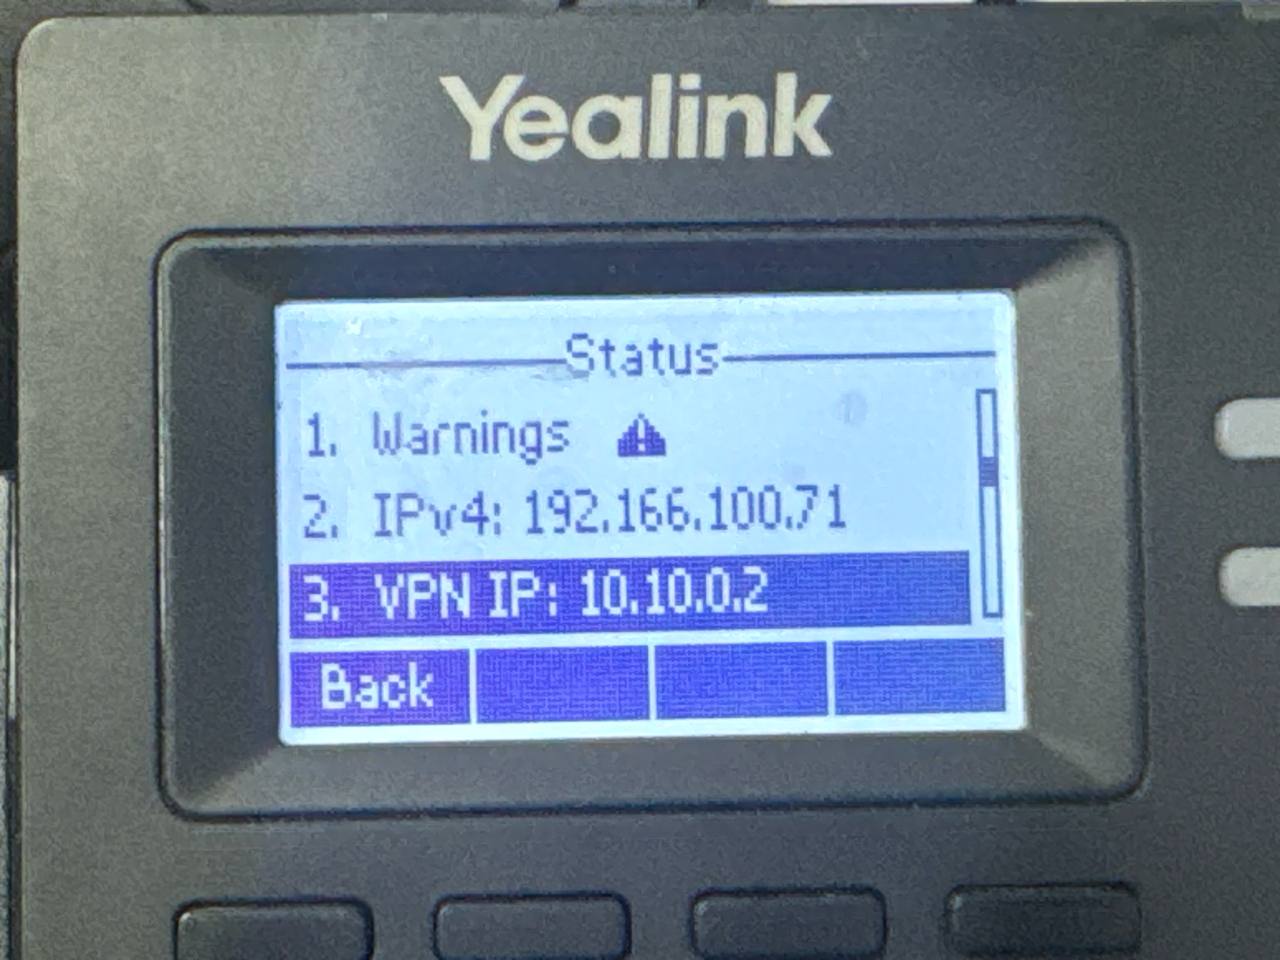 Yealink
Status
1. Warnings
2. IPv4: 192.166.100.71
3. VPN IP: 10.10.0.2
Back